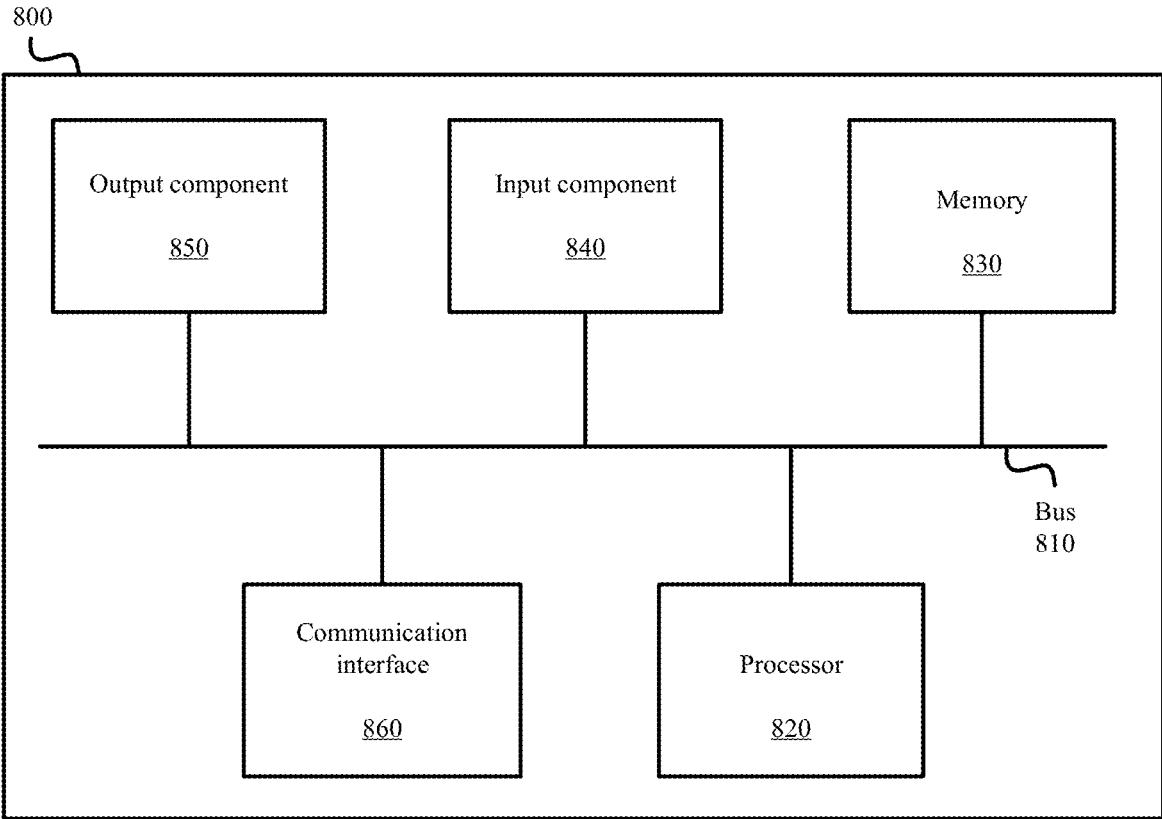 800
Output component
850
Input component
840
Memory
830
Bus
810
Communication
interface
860
Processor
820